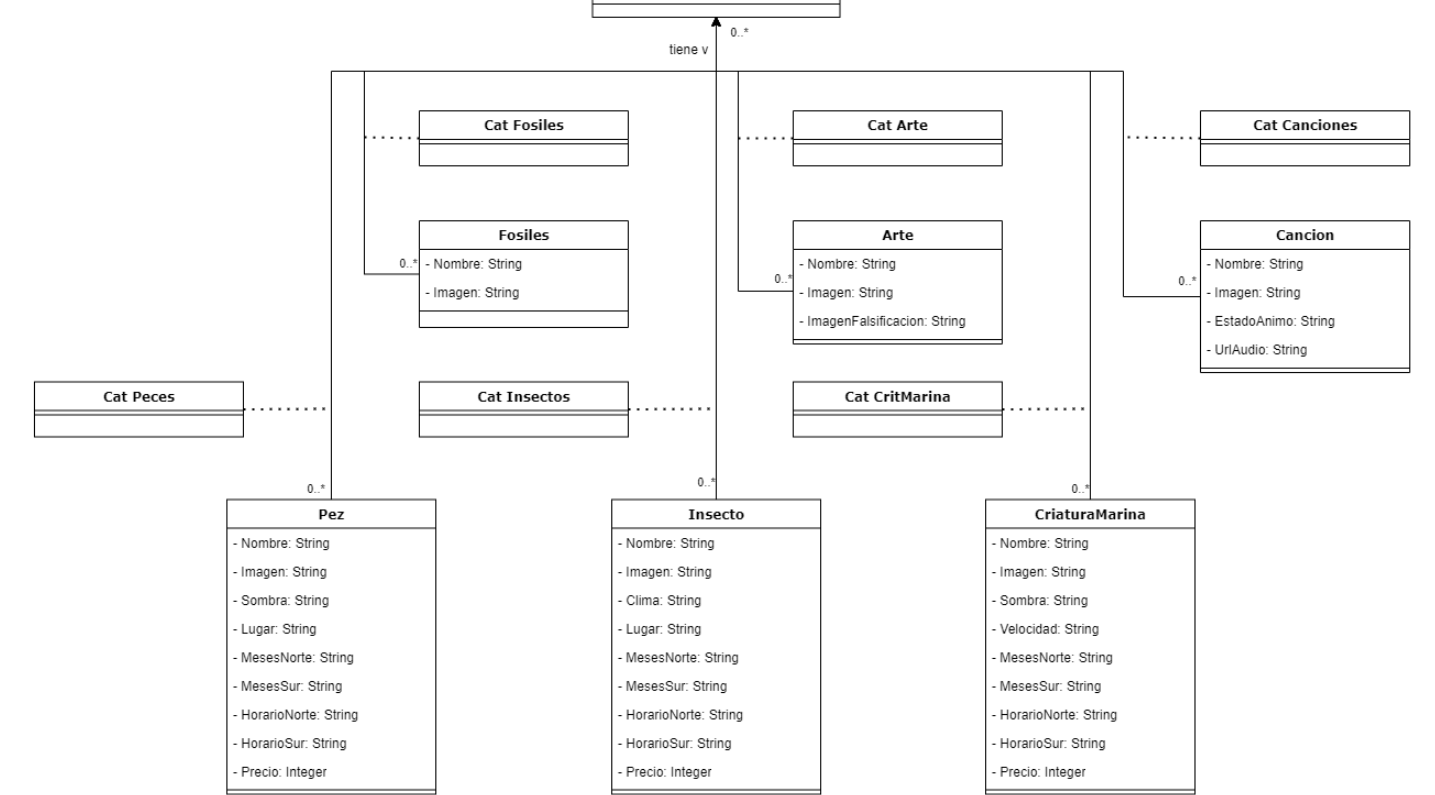 0..*
tiene v
Cat Fosiles
Cat Arte
Cat Canciones
Fosiles
0..*
- Nombre: String
- Imagen: String
Arte
0..*
- Nombre: String
- Imagen: String
- ImagenFalsificacion: String
Cancion
0..*
- Nombre: String
- Imagen: String
- EstadoAnimo: String
- UrlAudio: String
Cat Peces
Cat Insectos
Cat CritMarina
0..*
Pez
- Nombre: String
- Imagen: String
- Sombra: String
- Lugar: String
- MesesNorte: String
- MesesSur: String
- HorarioNorte: String
- HorarioSur: String
- Precio: Integer
0..*
Insecto
- Nombre: String
- Imagen: String
- Clima: String
- Lugar: String
- MesesNorte: String
- MesesSur: String
- HorarioNorte: String
- HorarioSur: String
- Precio: Integer
0..*
CriaturaMarina
- Nombre: String
- Imagen: String
- Sombra: String
- Velocidad: String
- MesesNorte: String
- MesesSur: String
- HorarioNorte: String
- HorarioSur: String
- Precio: Integer